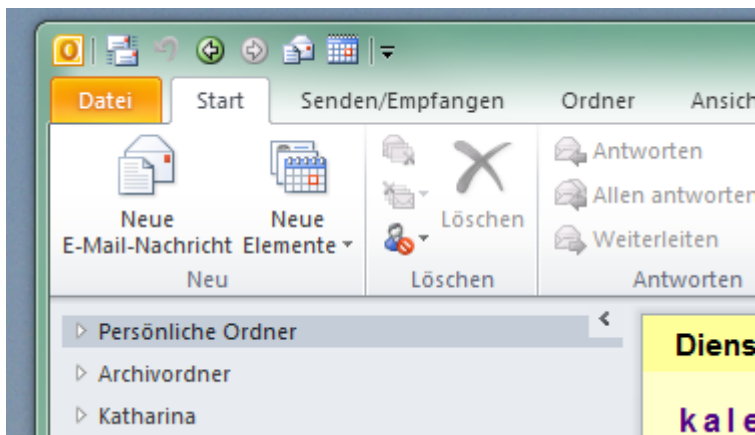 Datei Start Senden/Empfangen Ordner
Neue E-Mail-Nachricht
Neue Elemente
Löschen
Antworten
Allen antworten
Weiterleiten
Neu Löschen Antworten
Persönliche Ordner
Archivordner
Katharina